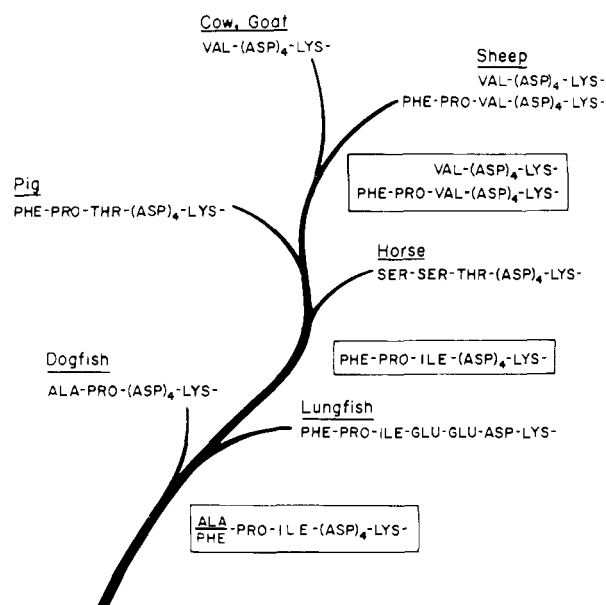 Cow, Goat
VAL-(ASP)₄-LYS-
Sheep
VAL-(ASP)₄-LYS-
PHE-PRO-VAL-(ASP)₄-LYS-
VAL-(ASP)₄-LYS-
PHE-PRO-VAL-(ASP)₄-LYS-
Pig
PHE-PRO-THR-(ASP)₄-LYS-
Horse
SER-SER-THR-(ASP)₄-LYS-
PHE-PRO-ILE-(ASP)₄-LYS-
Dogfish
ALA-PRO-(ASP)₄-LYS-
Lungfish
PHE-PRO-ILE-GLU-GLU-ASP-LYS-
ALA
PHE -PRO-ILE-(ASP)₄-LYS-